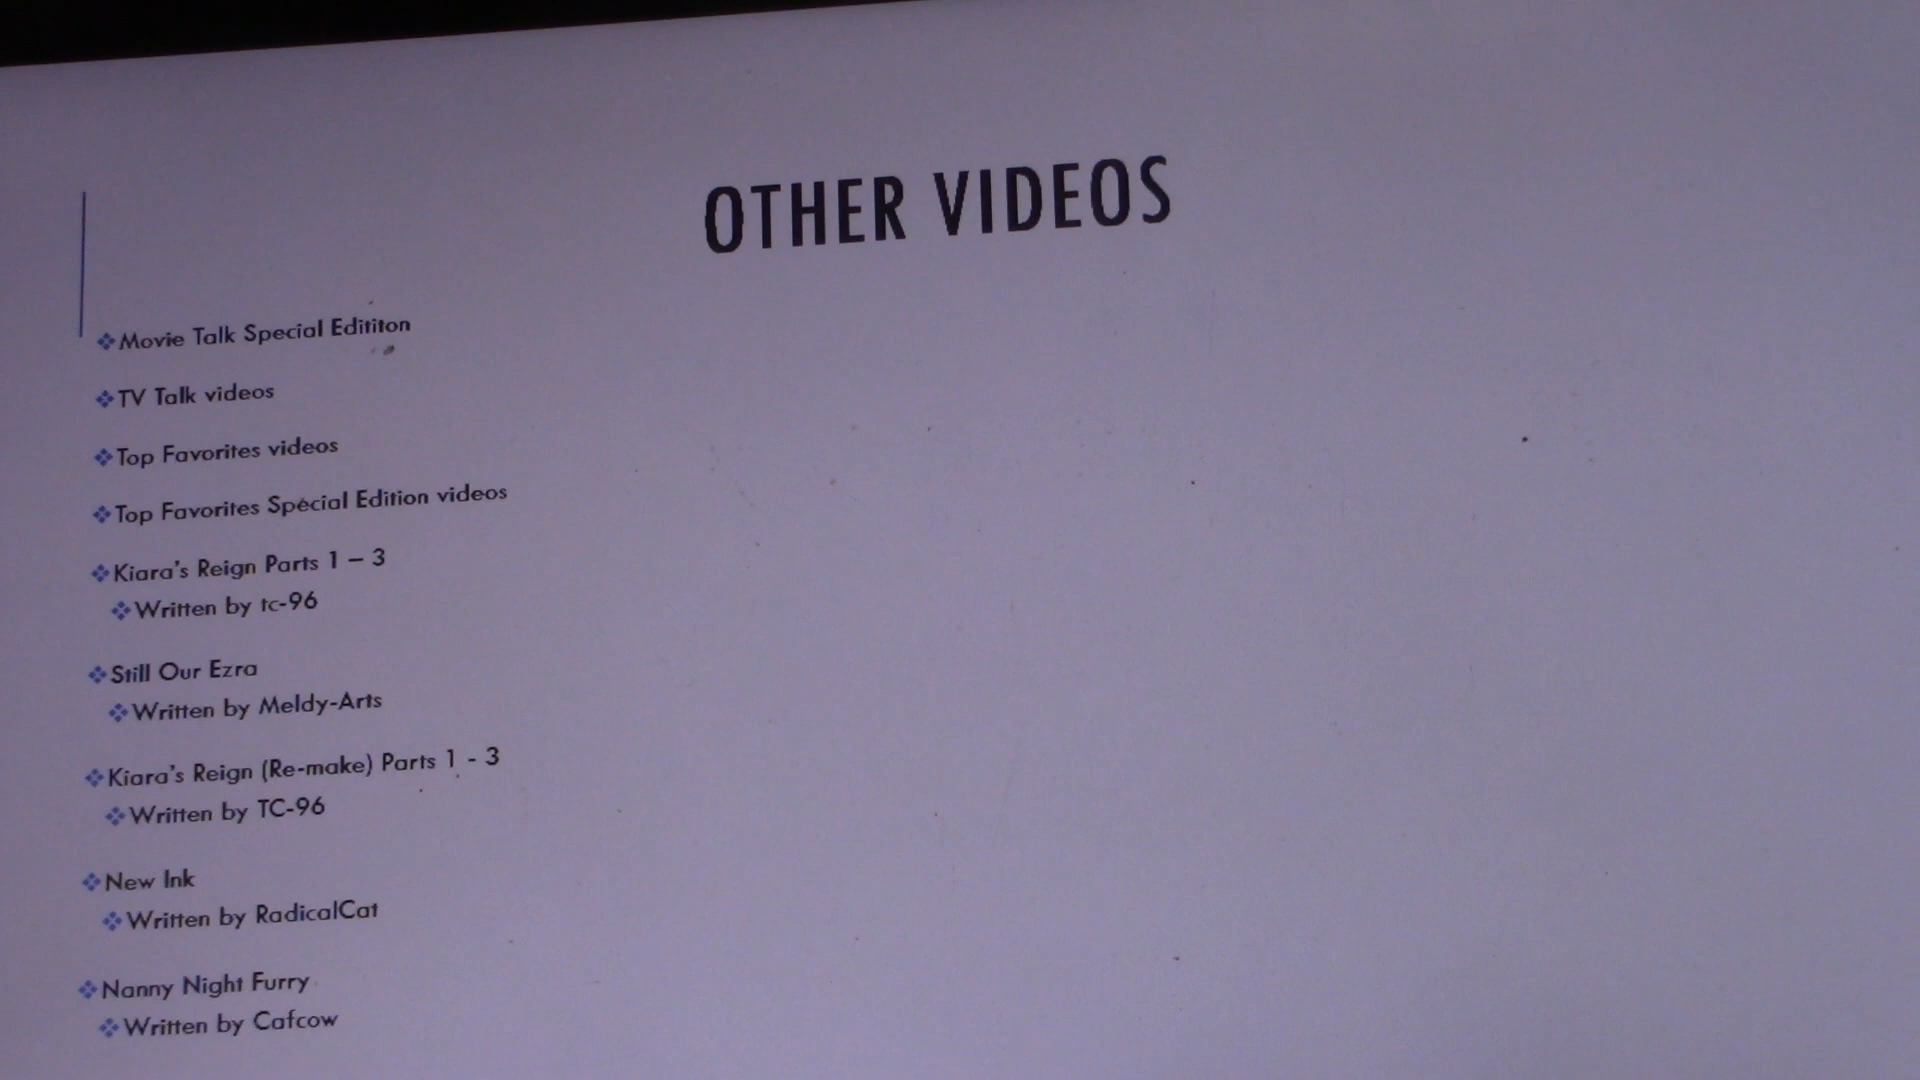 OTHER VIDEOS
Movie Talk Special Edititon
TV Talk videos
Top Favorites videos
Top Favorites Special Edition videos
Kiara's Reign Parts 1 – 3
Written by tc-96
Still Our Ezra
Written by Meldy-Arts
Kiara's Reign (Re-make) Parts 1 - 3
Written by TC-96
New Ink
Written by RadicalCat
Nanny Night Furry
Written by Cafcow